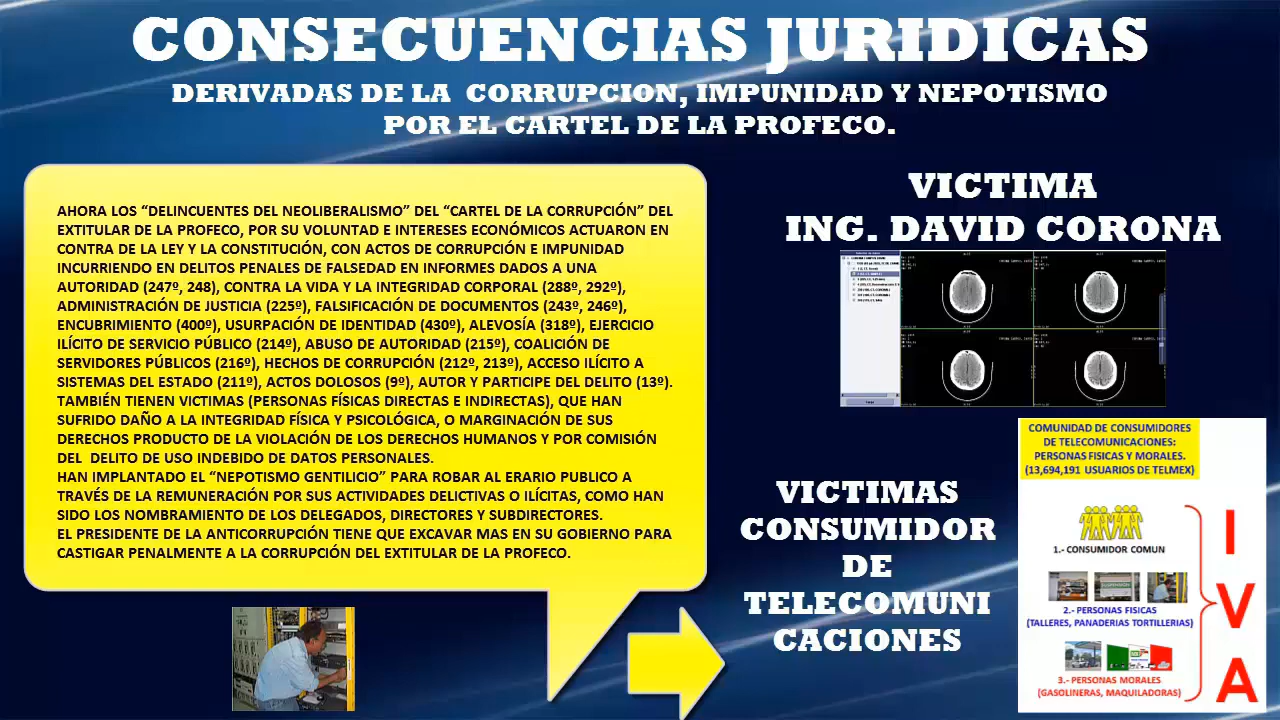 CONSECUENCIAS JURIDICAS
DERIVADAS DE LA CORRUPCION, IMPUNIDAD Y NEPOTISMO
POR EL CARTEL DE LA PROFECO.
AHORA LOS “DELINCUENTES DEL NEOLIBERALISMO” DEL “CARTEL DE LA CORRUPCIÓN” DEL
EXTITULAR DE LA PROFECO, POR SU VOLUNTAD E INTERESES ECONÓMICOS ACTUARON EN
CONTRA DE LA LEY Y LA CONSTITUCIÓN, CON ACTOS DE CORRUPCIÓN E IMPUNIDAD
INCURRIENDO EN DELITOS PENALES DE FALSEDAD EN INFORMES DADOS A UNA
AUTORIDAD (247º, 248), CONTRA LA VIDA Y LA INTEGRIDAD CORPORAL (288º, 292º),
ADMINISTRACIÓN DE JUSTICIA (225º), FALSIFICACIÓN DE DOCUMENTOS (243º, 246º),
ENCUBRIMIENTO (400º), USURPACIÓN DE IDENTIDAD (430º), ALEVOSÍA (318º), EJERCICIO
ILÍCITO DE SERVICIO PÚBLICO (214º), ABUSO DE AUTORIDAD (215º), COALICIÓN DE
SERVIDORES PÚBLICOS (216º), HECHOS DE CORRUPCIÓN (212º, 213º), ACCESO ILÍCITO A
SISTEMAS DEL ESTADO (211º), ACTOS DOLOSOS (9º), AUTOR Y PARTICIPE DEL DELITO (13º).
TAMBIÉN TIENEN VICTIMAS (PERSONAS FÍSICAS DIRECTAS E INDIRECTAS), QUE HAN
SUFRIDO DAÑO A LA INTEGRIDAD FÍSICA Y PSICOLÓGICA, O MARGINACIÓN DE SUS
DERECHOS PRODUCTO DE LA VIOLACIÓN DE LOS DERECHOS HUMANOS Y POR COMISIÓN
DEL DELITO DE USO INDEBIDO DE DATOS PERSONALES.
HAN IMPLANTADO EL “NEPOTISMO GENTILICIO” PARA ROBAR AL ERARIO PUBLICO A
TRAVÉS DE LA REMUNERACIÓN POR SUS ACTIVIDADES DELICTIVAS O ILÍCITAS, COMO HAN
SIDO LOS NOMBRAMIENTO DE LOS DELEGADOS, DIRECTORES Y SUBDIRECTORES.
EL PRESIDENTE DE LA ANTICORRUPCIÓN TIENE QUE EXCAVAR MAS EN SU GOBIERNO PARA
CASTIGAR PENALMENTE A LA CORRUPCIÓN DEL EXTITULAR DE LA PROFECO.
VICTIMA
ING. DAVID CORONA
VICTIMAS
CONSUMIDOR
DE
TELECOMUNI
CACIONES
COMUNIDAD DE CONSUMIDORES
DE TELECOMUNICACIONES:
PERSONAS FISICAS Y MORALES.
(13,694,191 USUARIOS DE TELMEX)
1.- CONSUMIDOR COMUN
2.- PERSONAS FISICAS
(TALLERES, PANADERIAS TORTILLERIAS)
3.- PERSONAS MORALES
(GASOLINERAS, MAQUILADORAS)
I
V
A